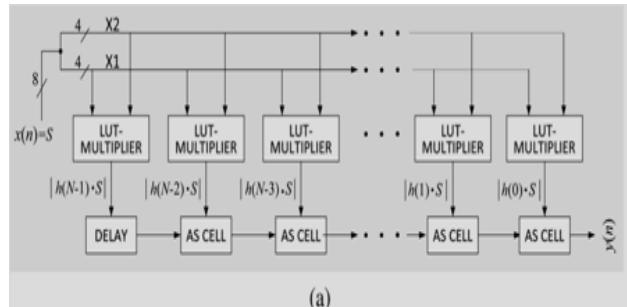 4 X2
4 X1
8
x(n)=S
LUT-MULTIPLIER LUT-MULTIPLIER LUT-MULTIPLIER LUT-MULTIPLIER LUT-MULTIPLIER
|h(N-1)·S| |h(N-2)·S| |h(N-3)·S| |h(1)·S| |h(0)·S|
DELAY AS CELL AS CELL AS CELL AS CELL y(n)
(a)